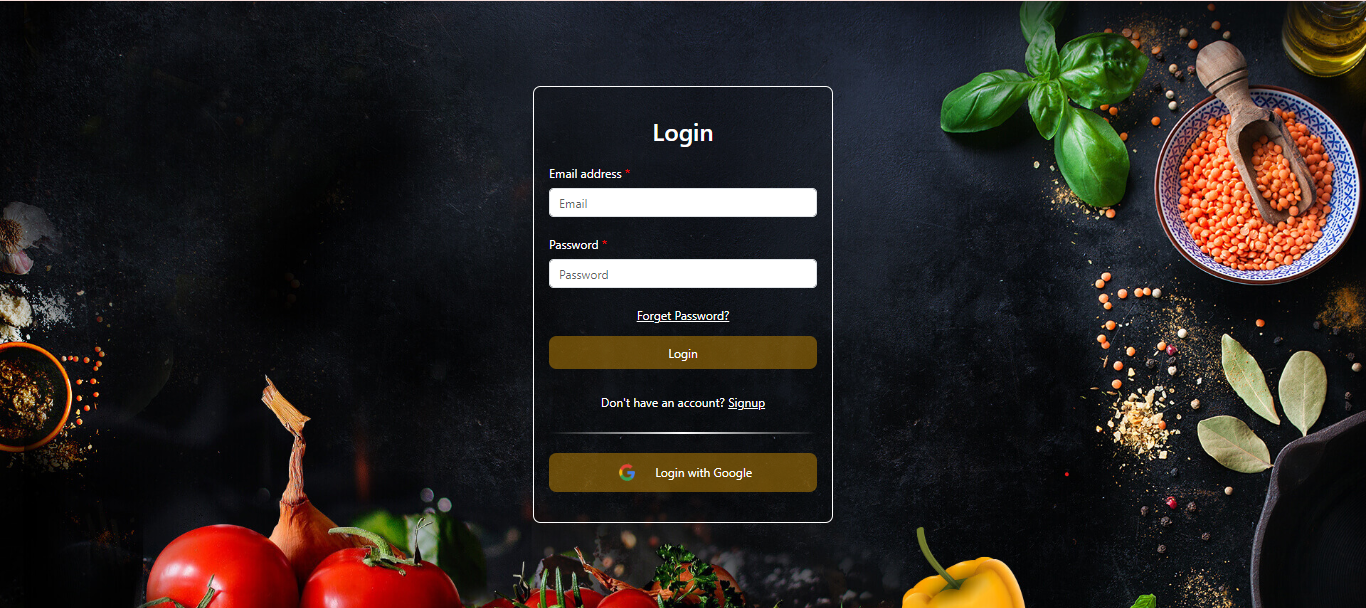 Login
Email address *
Email
Password *
Password
Forget Password?
Login
Don't have an account? Signup
Login with Google